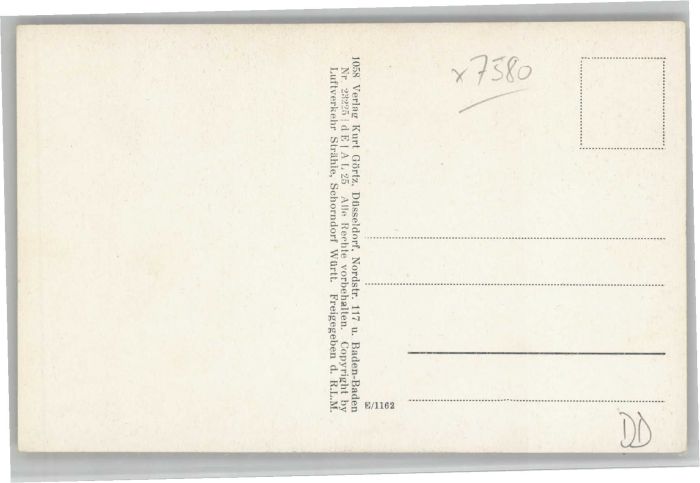 x7580
1058 Verlag Kurt Görtz, Düsseldorf, Nordstr. 117 u. Baden-Baden
Nr. 23225 | d E | A L 25 Alle Rechte vorbehalten. Copyright by
Luftverkehr Strähle, Schorndorf Württ. Freigegeben d. R.L.M.
E/1162
DD